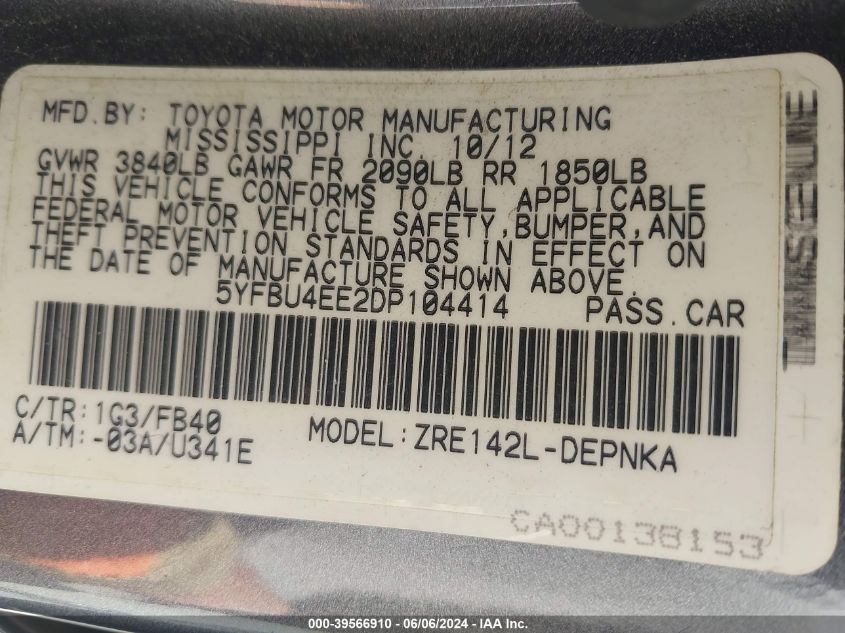 MFD.BY: TOYOTA MOTOR MANUFACTURING
MISSISSIPPI INC. 10/12
GVWR 3840LB GAWR FR 2090LB RR 1850LB
THIS VEHICLE CONFORMS TO ALL APPLICABLE
FEDERAL MOTOR VEHICLE SAFETY,BUMPER,AND
THEFT PREVENTION STANDARDS IN EFFECT ON
THE DATE OF MANUFACTURE SHOWN ABOVE.
5YFBU4EE2DP104414 PASS.CAR
C/TR:1G3/FB40
A/TM:-03A/U341E
MODEL:ZRE142L-DEPNKA
CA00138153
000-39566910 - 06/06/2024 - IAA Inc.